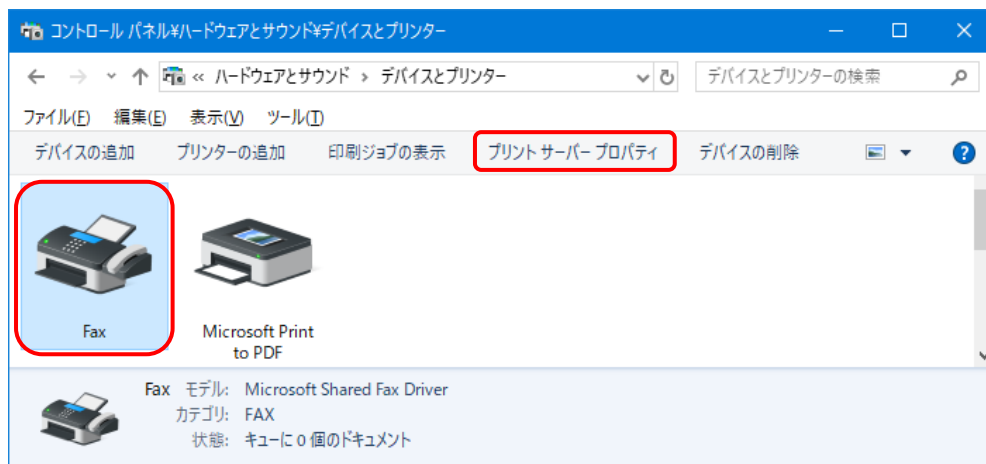 コントロール パネル¥ハードウェアとサウンド¥デバイスとプリンター
« ハードウェアとサウンド › デバイスとプリンター デバイスとプリンターの検索
ファイル(F) 編集(E) 表示(V) ツール(T)
デバイスの追加 プリンターの追加 印刷ジョブの表示 プリント サーバー プロパティ デバイスの削除
Fax
Microsoft Print
to PDF
Fax モデル: Microsoft Shared Fax Driver
カテゴリ: FAX
状態: キューに 0 個のドキュメント